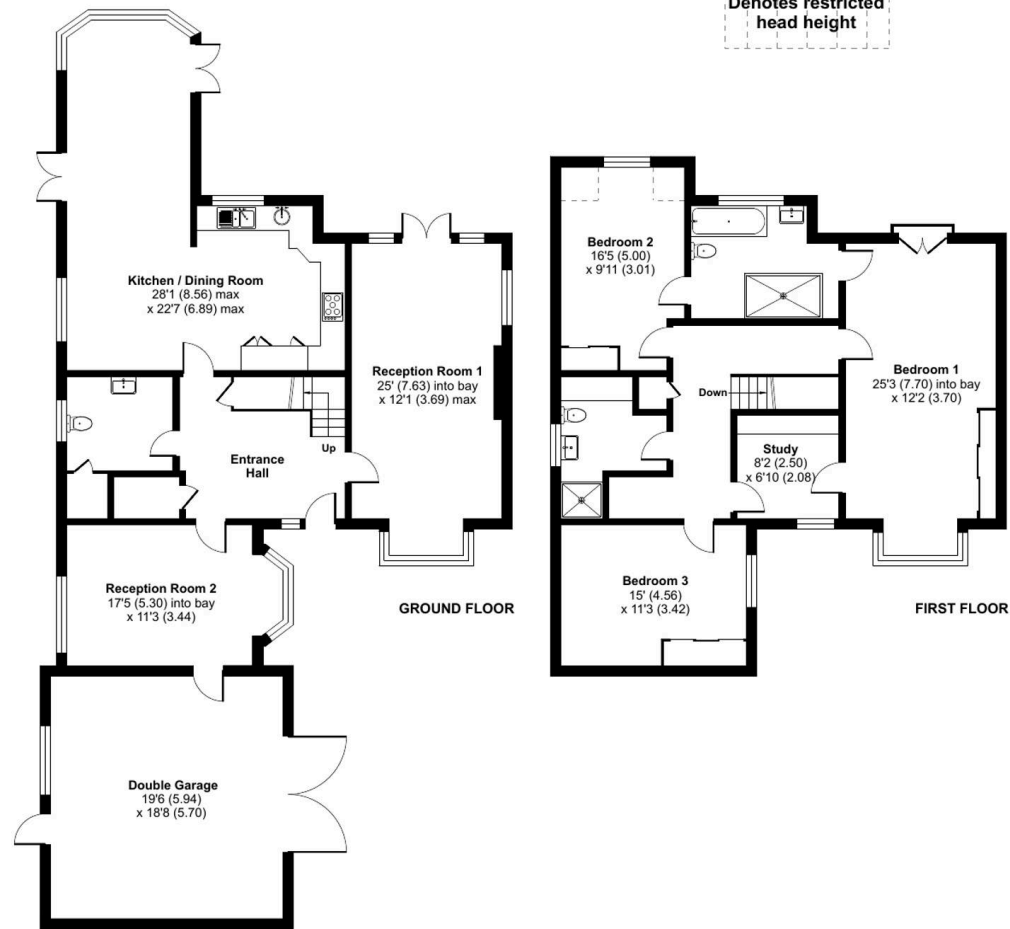 Denotes restricted
head height
Kitchen / Dining Room
28'1 (8.56) max
x 22'7 (6.89) max
Reception Room 1
25' (7.63) into bay
x 12'1 (3.69) max
Up
Entrance
Hall
Reception Room 2
17'5 (5.30) into bay
x 11'3 (3.44)
GROUND FLOOR
Double Garage
19'6 (5.94)
x 18'8 (5.70)
Bedroom 2
16'5 (5.00)
x 9'11 (3.01)
Bedroom 1
25'3 (7.70) into bay
x 12'2 (3.70)
Down
Study
8'2 (2.50)
x 6'10 (2.08)
Bedroom 3
15' (4.56)
x 11'3 (3.42)
FIRST FLOOR